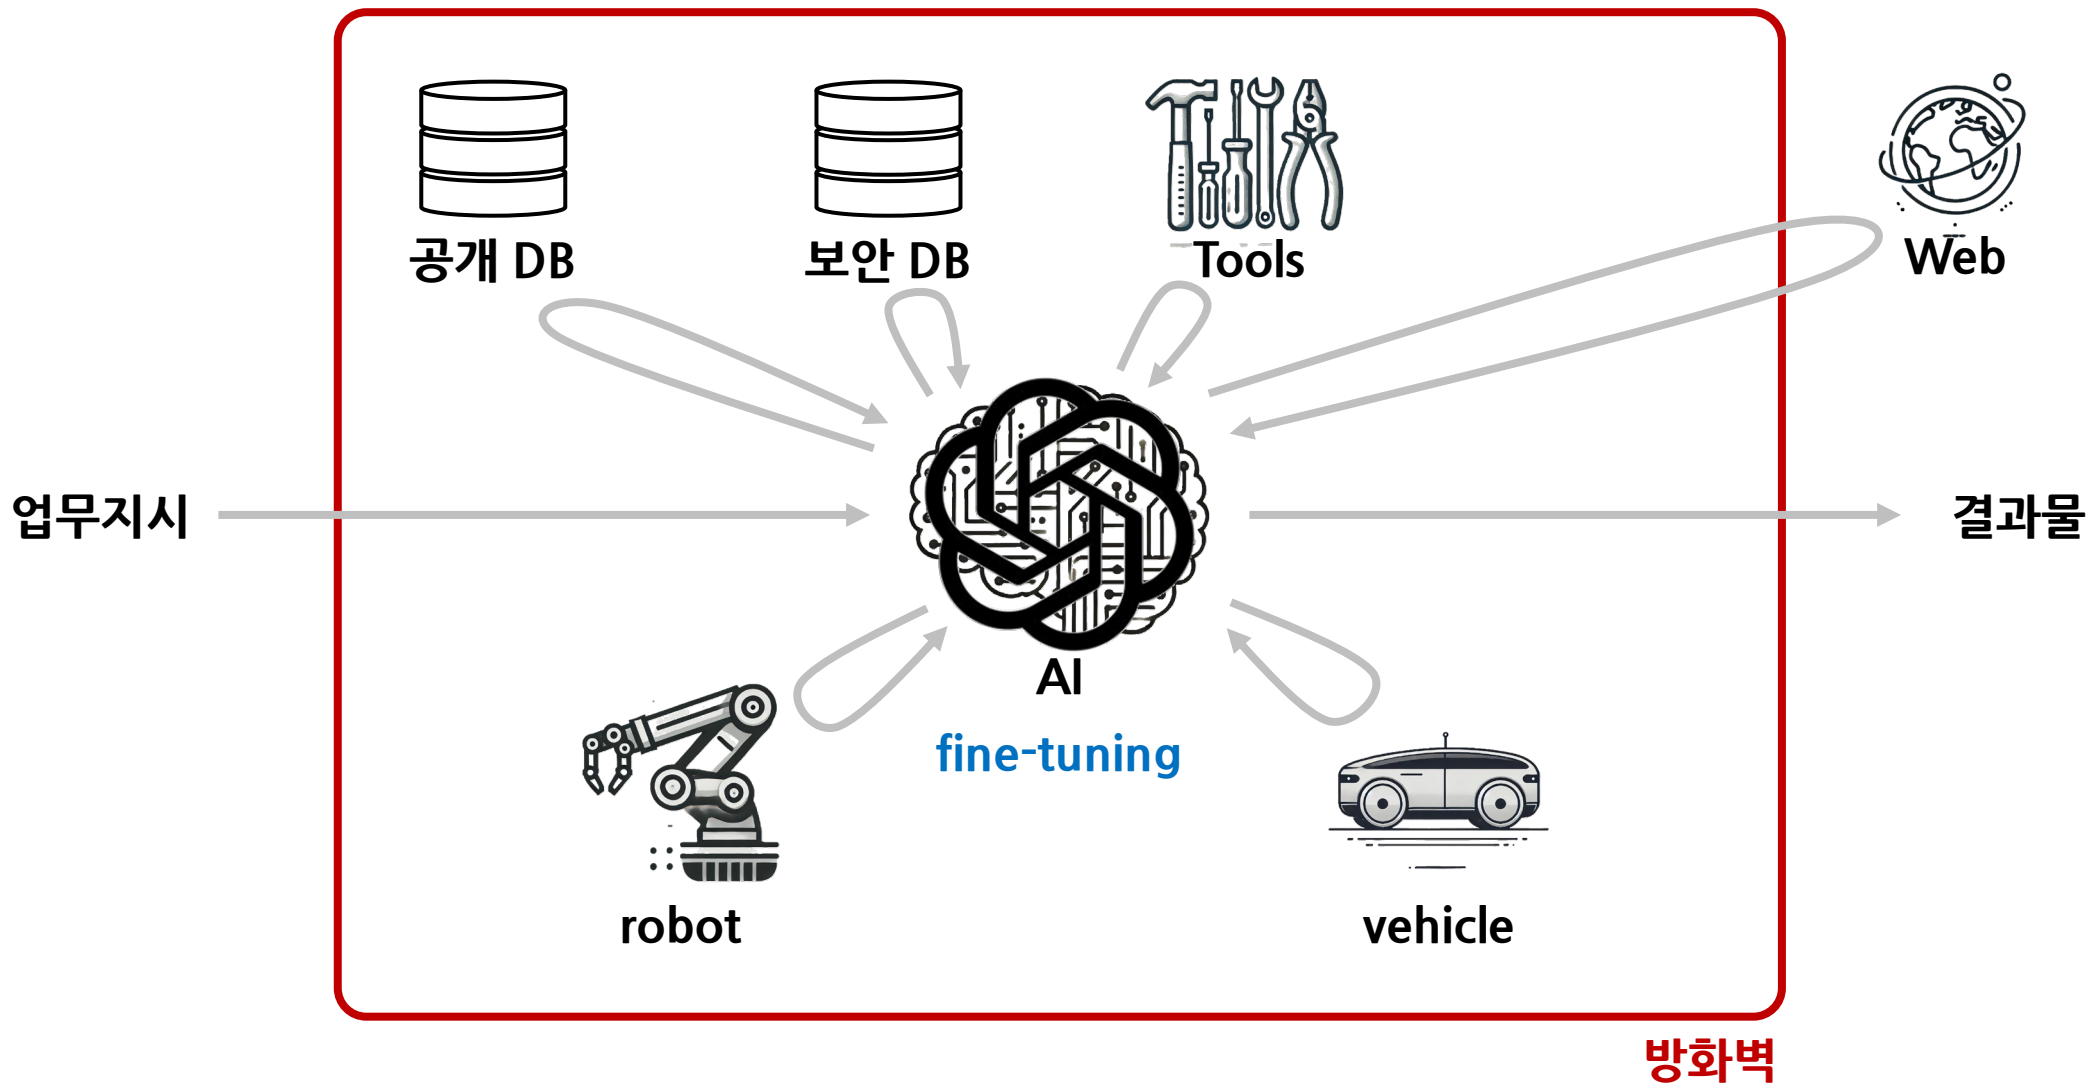 공개 DB
보안 DB
Tools
Web
업무지시
결과물
AI
fine-tuning
robot
vehicle
방화벽